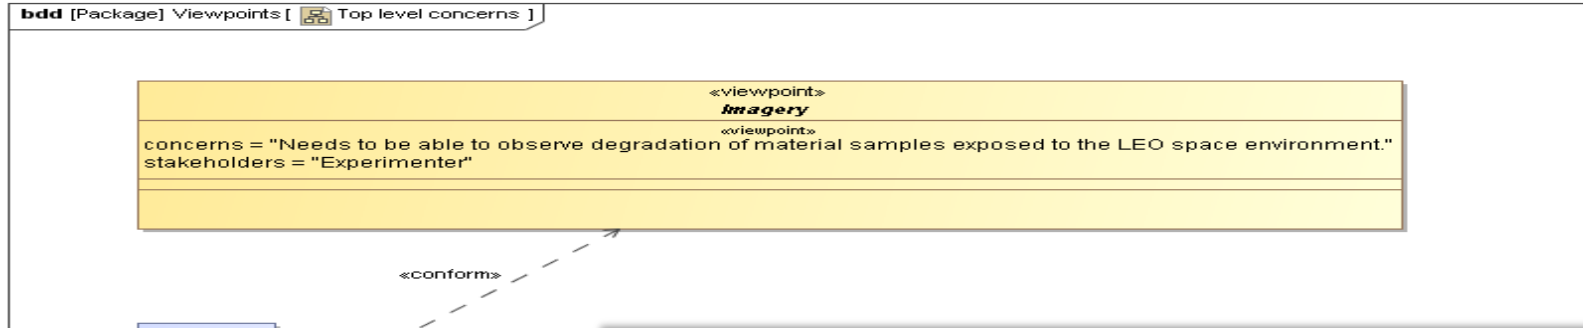 bdd [Package] Viewpoints [ Top level concerns ]
«viewpoint»
Imagery
«viewpoint»
concerns = "Needs to be able to observe degradation of material samples exposed to the LEO space environment."
stakeholders = "Experimenter"
«conform»